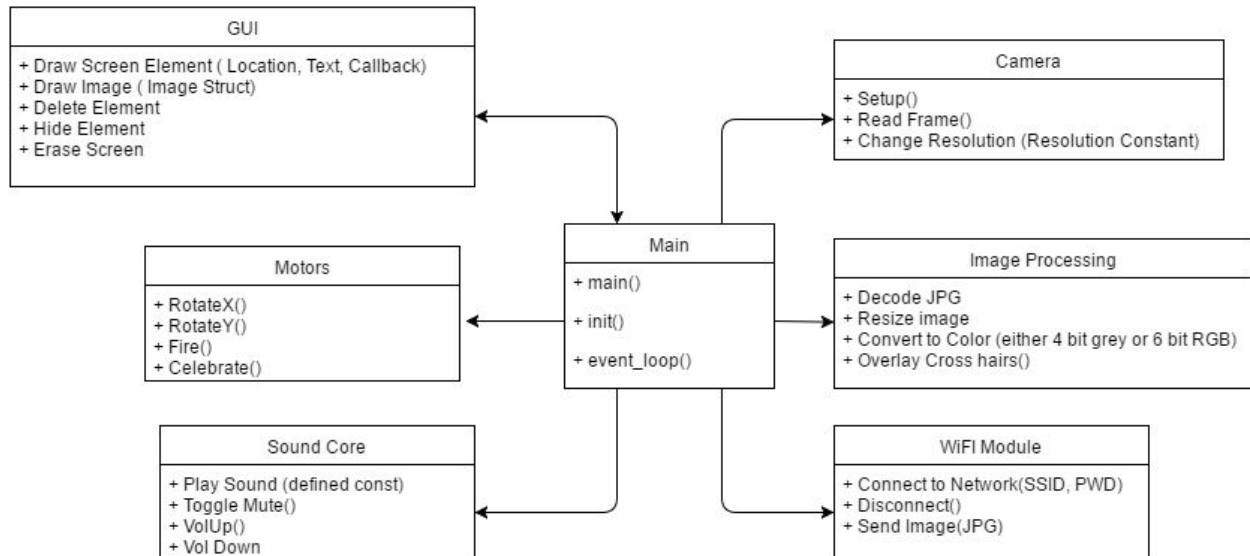 GUI
+ Draw Screen Element ( Location, Text, Callback)
+ Draw Image ( Image Struct)
+ Delete Element
+ Hide Element
+ Erase Screen
Camera
+ Setup()
+ Read Frame()
+ Change Resolution (Resolution Constant)
Main
+ main()
+ init()
+ event_loop()
Motors
+ RotateX()
+ RotateY()
+ Fire()
+ Celebrate()
Image Processing
+ Decode JPG
+ Resize image
+ Convert to Color (either 4 bit grey or 6 bit RGB)
+ Overlay Cross hairs()
Sound Core
+ Play Sound (defined const)
+ Toggle Mute()
+ VolUp()
+ Vol Down
WiFI Module
+ Connect to Network(SSID, PWD)
+ Disconnect()
+ Send Image(JPG)